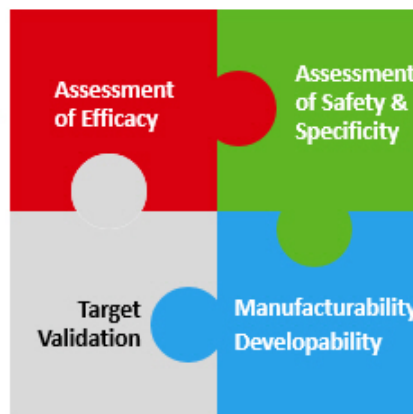 Assessment
of Efficacy
Assessment
of Safety &
Specificity
Target
Validation
Manufacturability
Developability